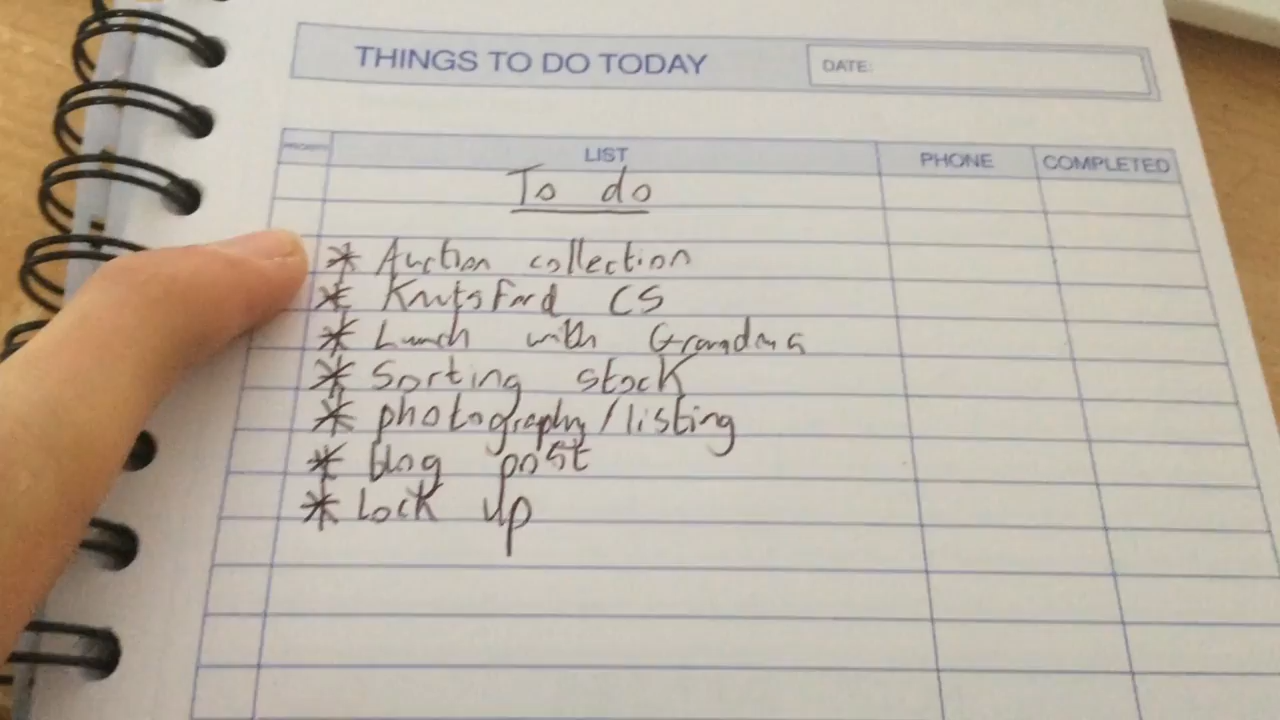 THINGS TO DO TODAY
DATE:
PRIORITY LIST PHONE COMPLETED
To do
* Auction collection
* Knutsford CS
* Lunch with Grandma
* Sorting stock
* photography/listing
* blog post
* Lock up